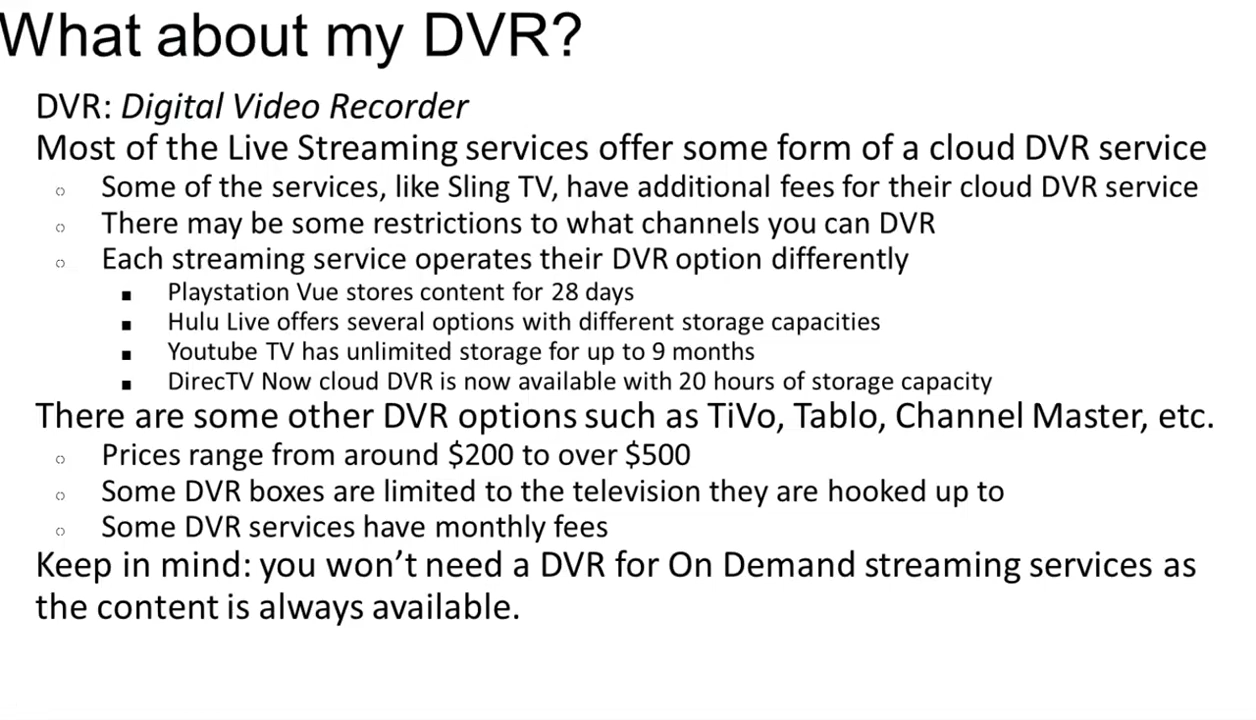 What about my DVR?
DVR: Digital Video Recorder
Most of the Live Streaming services offer some form of a cloud DVR service
Some of the services, like Sling TV, have additional fees for their cloud DVR service
There may be some restrictions to what channels you can DVR
Each streaming service operates their DVR option differently
Playstation Vue stores content for 28 days
Hulu Live offers several options with different storage capacities
Youtube TV has unlimited storage for up to 9 months
DirecTV Now cloud DVR is now available with 20 hours of storage capacity
There are some other DVR options such as TiVo, Tablo, Channel Master, etc.
Prices range from around $200 to over $500
Some DVR boxes are limited to the television they are hooked up to
Some DVR services have monthly fees
Keep in mind: you won’t need a DVR for On Demand streaming services as
the content is always available.